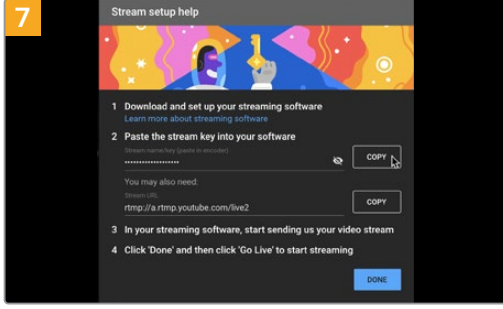 7
Stream setup help
1 Download and set up your streaming software
Learn more about streaming software
2 Paste the stream key into your software
Stream name/key (paste in encoder)
••••••••••••••••••••
COPY
You may also need:
Stream URL
rtmp://a.rtmp.youtube.com/live2
COPY
3 In your streaming software, start sending us your video stream
4 Click 'Done' and then click 'Go Live' to start streaming
DONE